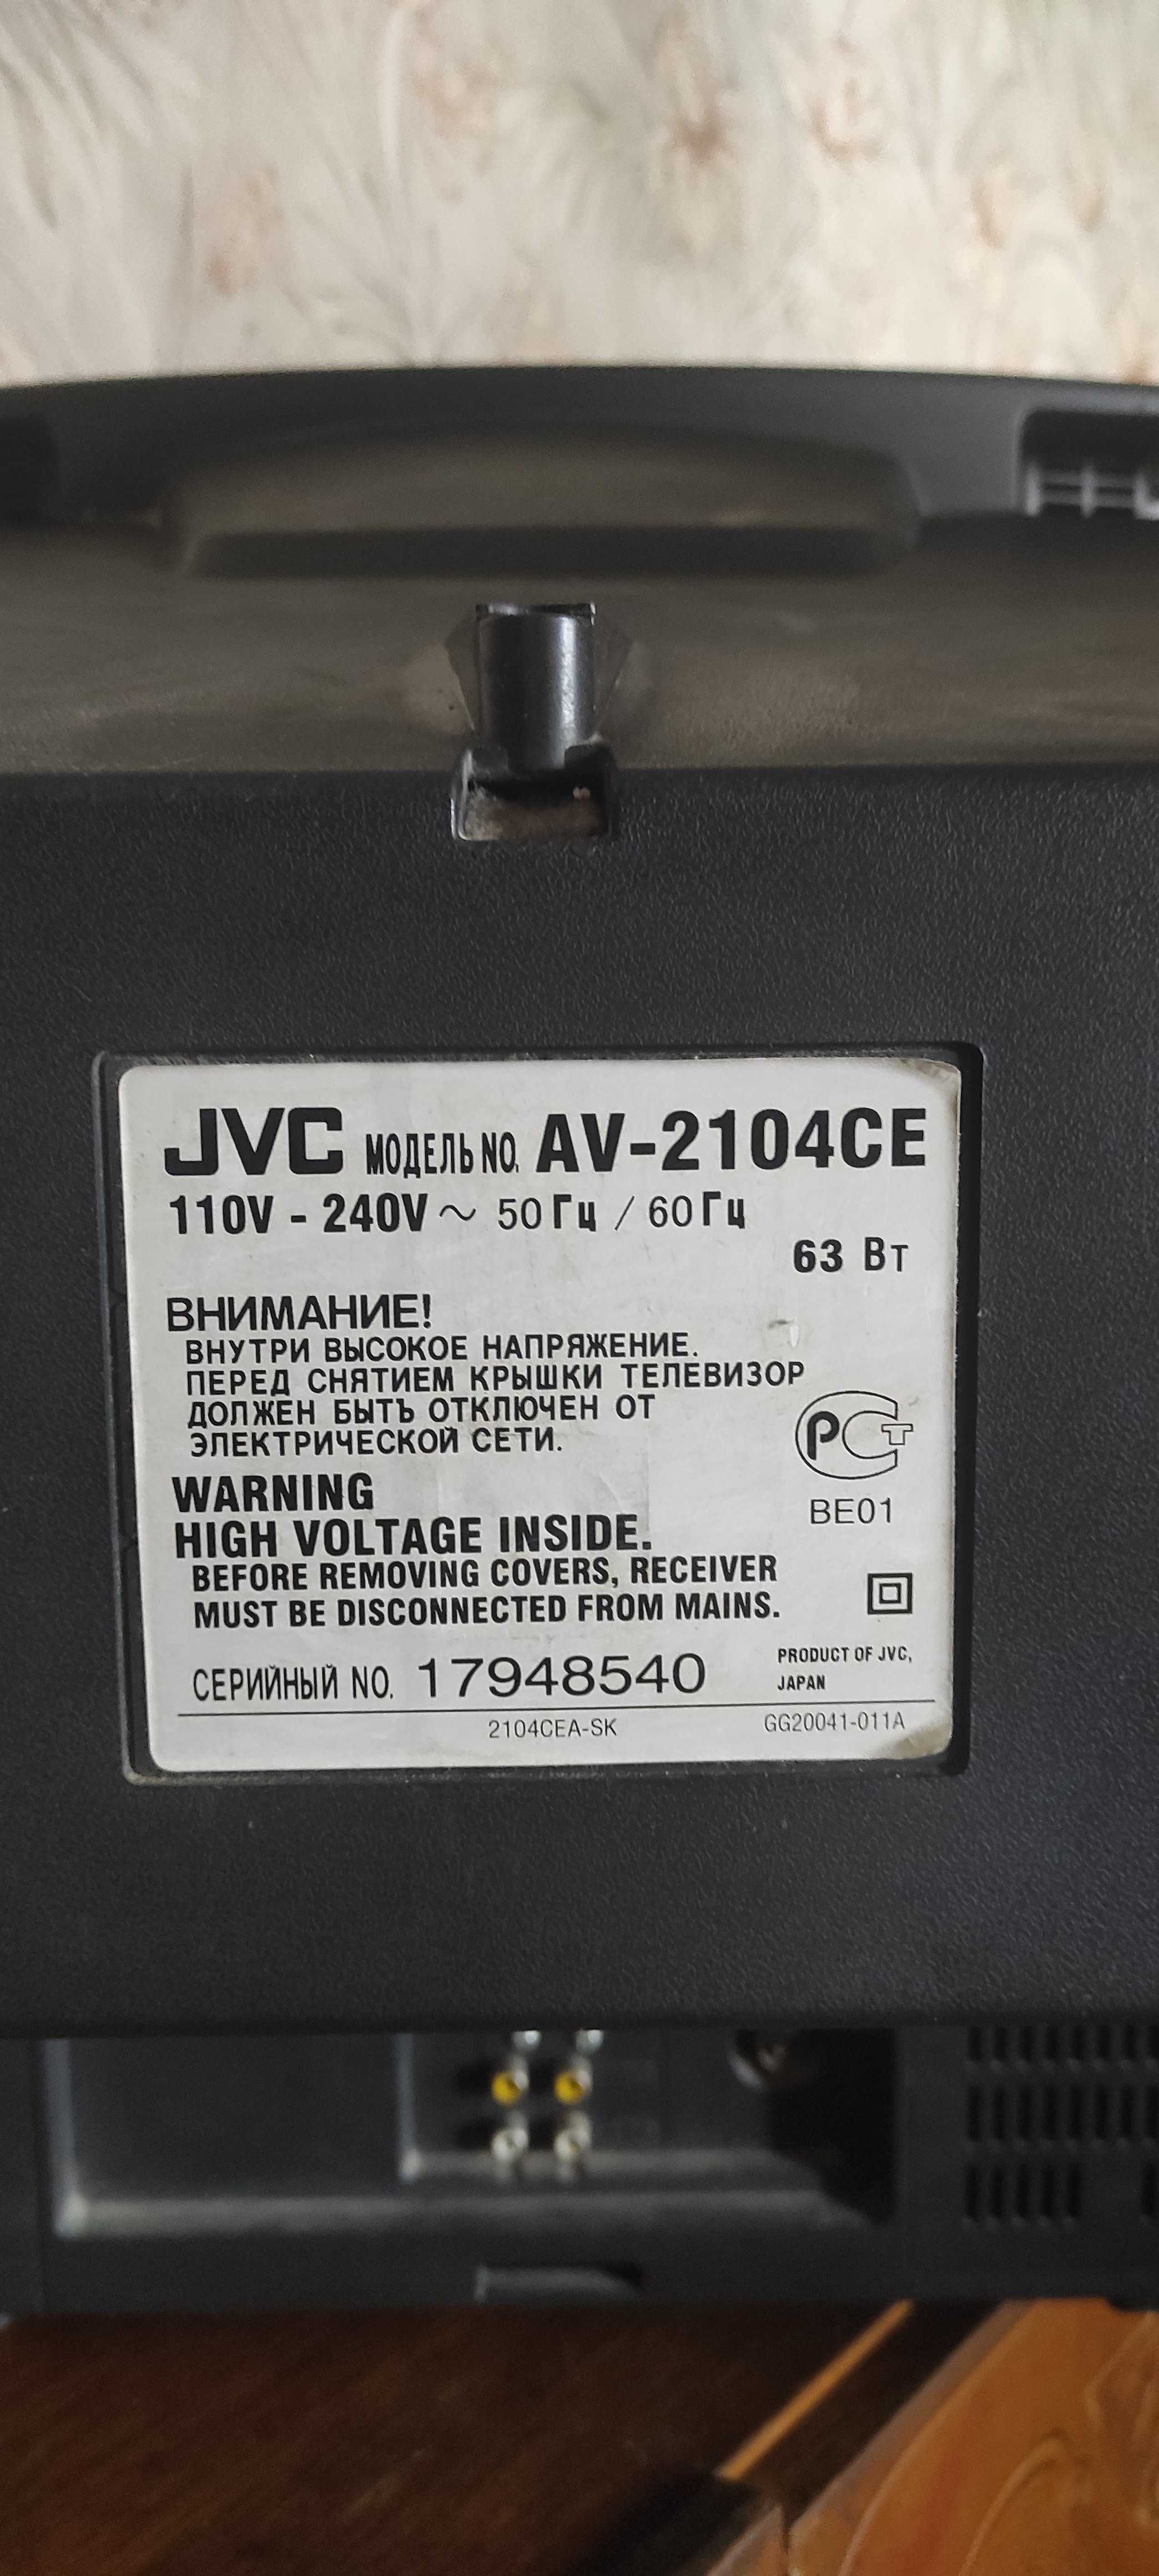 JVC МОДЕЛЬ NO. AV-2104CE
110V - 240V ~ 50 Гц / 60 Гц
63 Вт
ВНИМАНИЕ!
ВНУТРИ ВЫСОКОЕ НАПРЯЖЕНИЕ.
ПЕРЕД СНЯТИЕМ КРЫШКИ ТЕЛЕВИЗОР
ДОЛЖЕН БЫТЬ ОТКЛЮЧЕН ОТ
ЭЛЕКТРИЧЕСКОЙ СЕТИ.
РСТ
BE01
WARNING
HIGH VOLTAGE INSIDE.
BEFORE REMOVING COVERS, RECEIVER
MUST BE DISCONNECTED FROM MAINS.
СЕРИЙНЫЙ NO. 17948540
PRODUCT OF JVC,
JAPAN
2104CEA-SK GG20041-011A